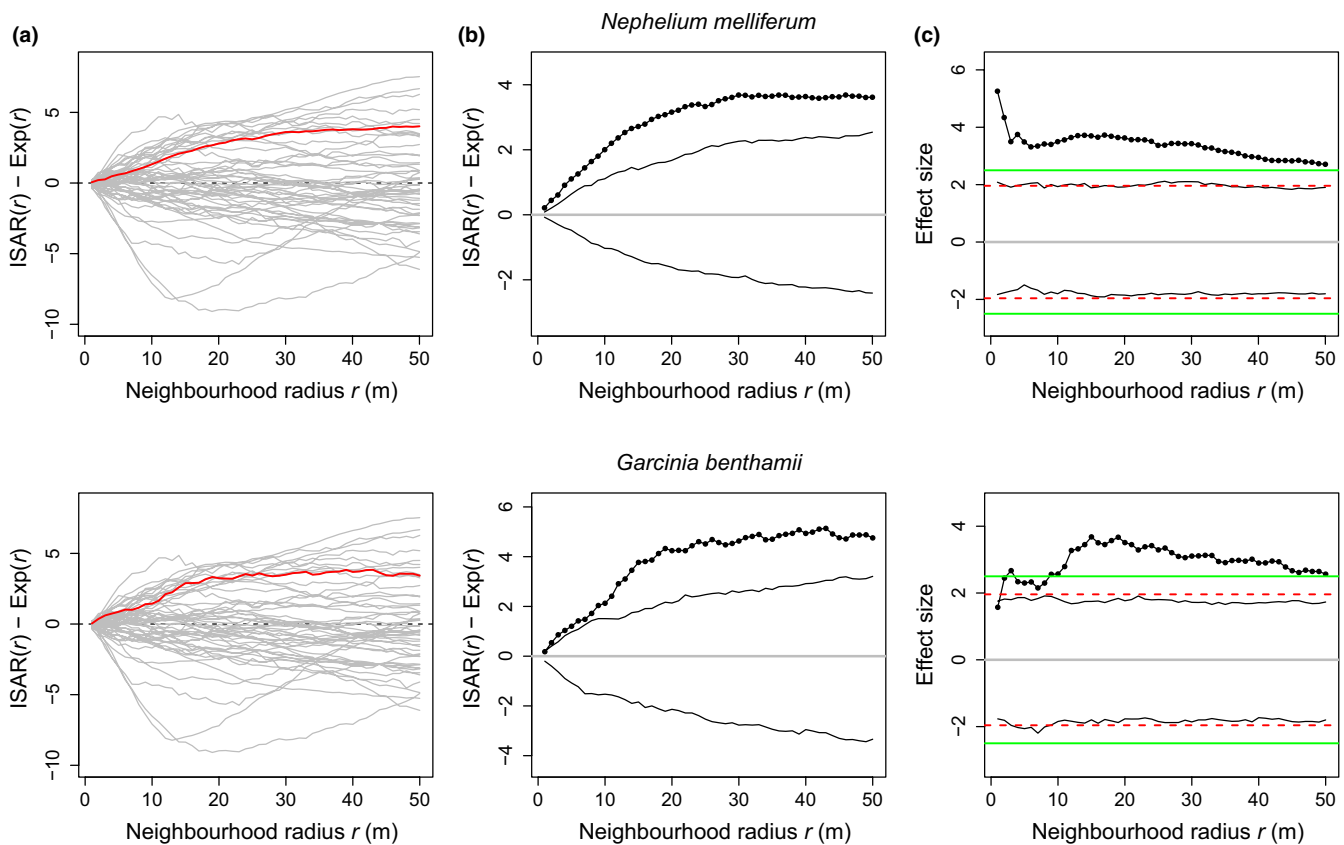 (a)
(b)
Nephelium melliferum
(c)
ISAR(r) − Exp(r)
5
0
−5
−10
0 10 20 30 40 50
Neighbourhood radius r (m)
ISAR(r) − Exp(r)
4
2
0
−2
0 10 20 30 40 50
Neighbourhood radius r (m)
Effect size
6
4
2
0
−2
0 10 20 30 40 50
Neighbourhood radius r (m)
Garcinia benthamii
ISAR(r) − Exp(r)
5
0
−5
−10
0 10 20 30 40 50
Neighbourhood radius r (m)
ISAR(r) − Exp(r)
6
4
2
0
−2
−4
0 10 20 30 40 50
Neighbourhood radius r (m)
Effect size
4
2
0
−2
0 10 20 30 40 50
Neighbourhood radius r (m)